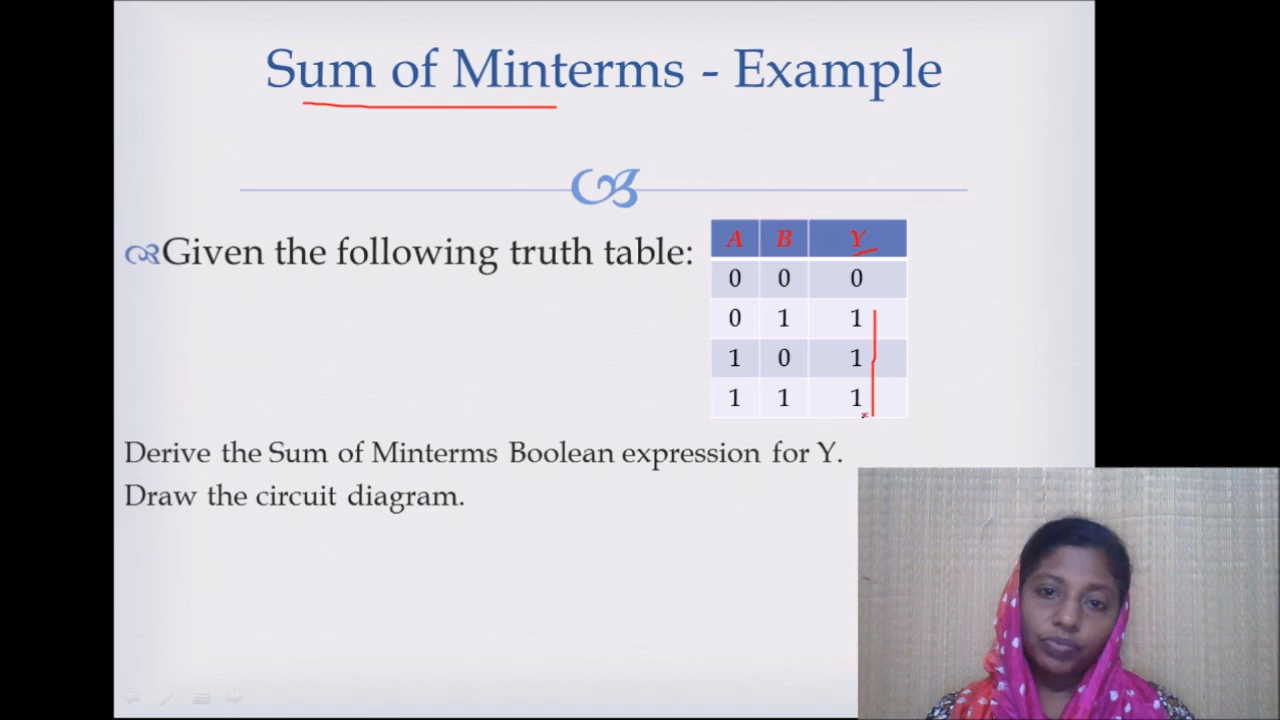 Sum of Minterms - Example
Given the following truth table:
A B Y
0 0 0
0 1 1
1 0 1
1 1 1
Derive the Sum of Minterms Boolean expression for Y.
Draw the circuit diagram.